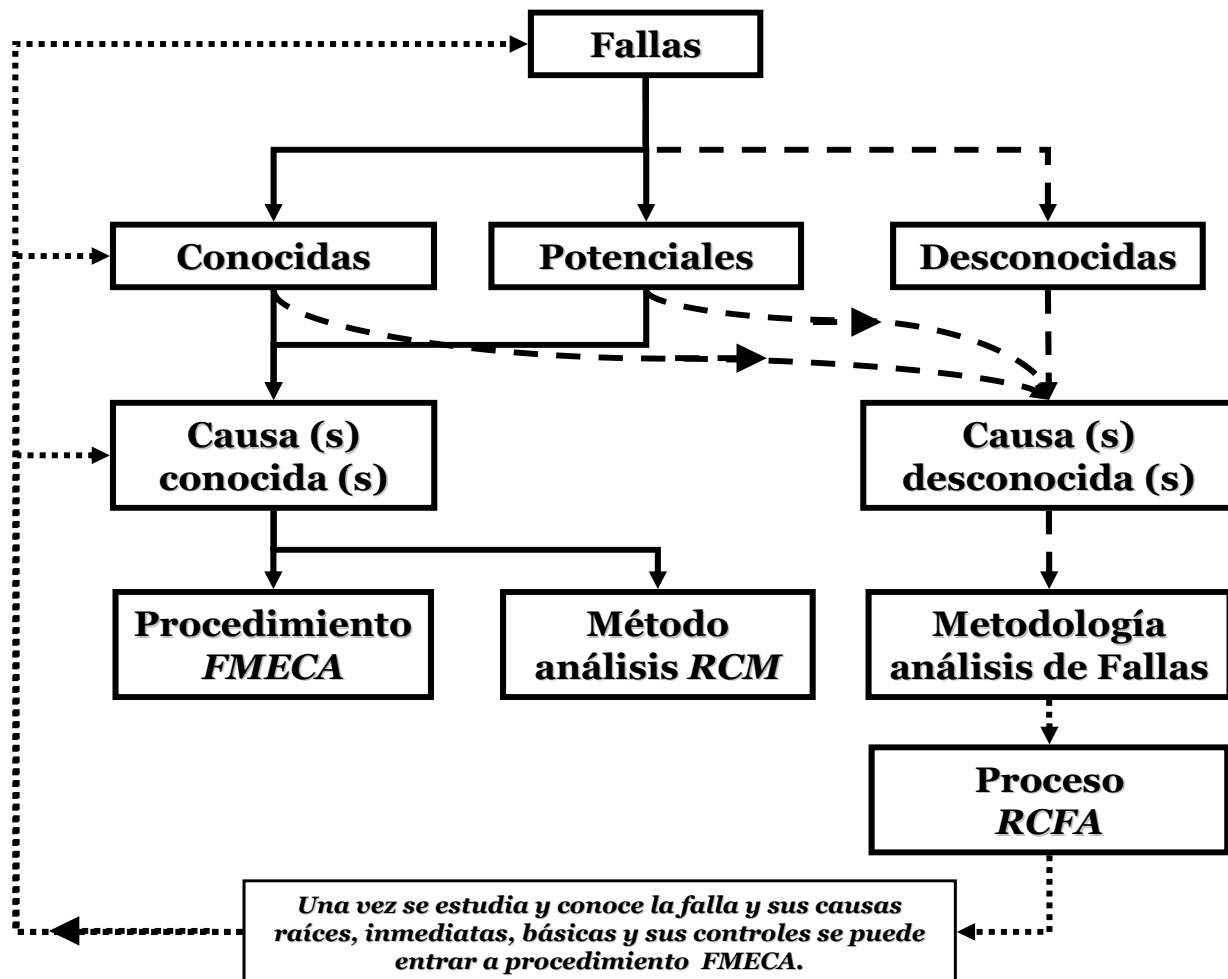 Fallas
Conocidas
Potenciales
Desconocidas
Causa (s)
conocida (s)
Causa (s)
desconocida (s)
Procedimiento
FMECA
Método
análisis RCM
Metodología
análisis de Fallas
Proceso
RCFA
Una vez se estudia y conoce la falla y sus causas
raíces, inmediatas, básicas y sus controles se puede
entrar a procedimiento FMECA.